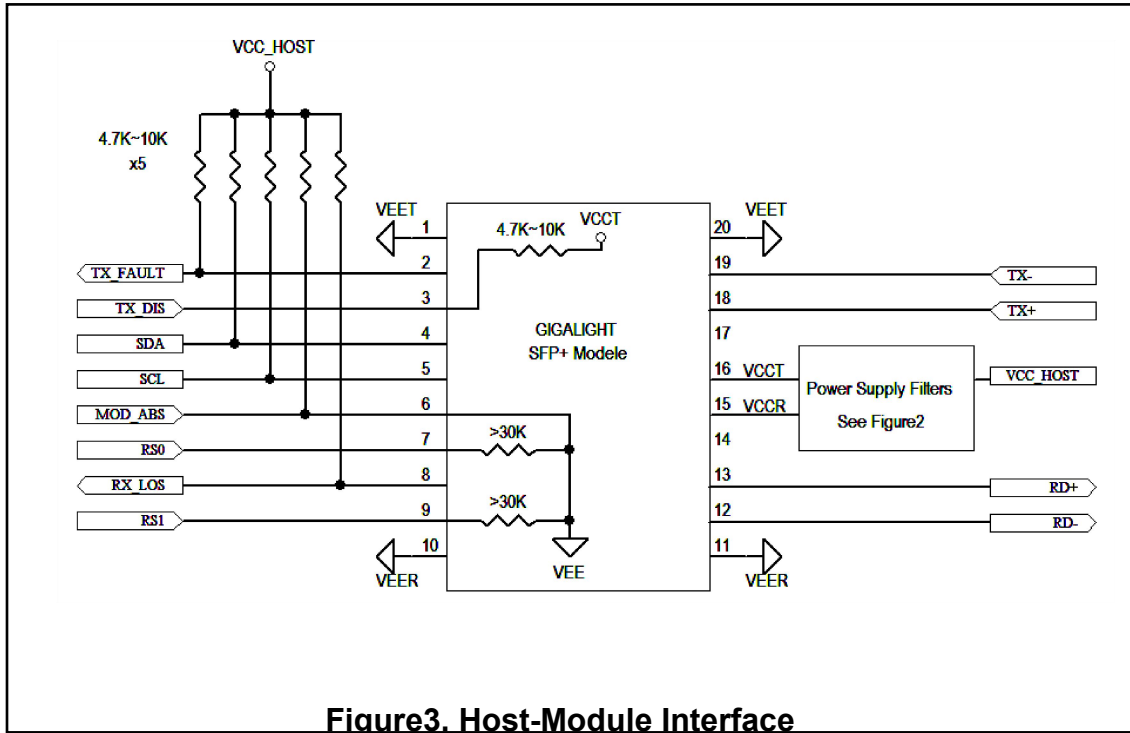 VCC_HOST
4.7K~10K
x5
VEET
1
4.7K~10K
VCCT
20
VEET
TX_FAULT
2
19
TX-
TX_DIS
3
18
TX+
SDA
4
GIGALIGHT
SFP+ Modele
17
SCL
5
16
VCCT
Power Supply Filters
See Figure2
VCC_HOST
MOD_ABS
6
15
VCCR
RS0
7
>30K
14
RX_LOS
8
13
RD+
RS1
9
>30K
12
RD-
10
VEER
VEE
11
VEER
Figure3. Host-Module Interface